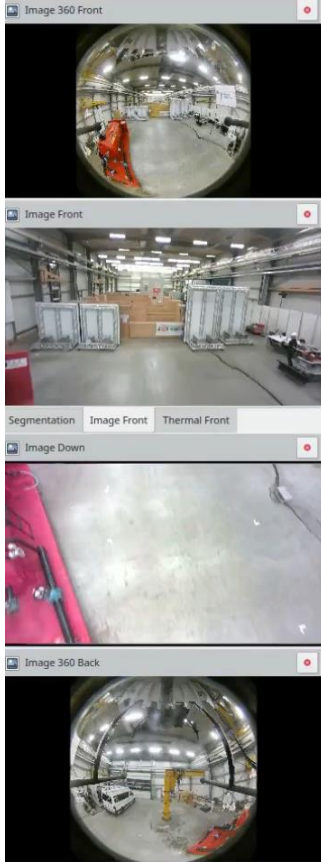 Image 360 Front
Image Front
Segmentation Image Front Thermal Front
Image Down
Image 360 Back